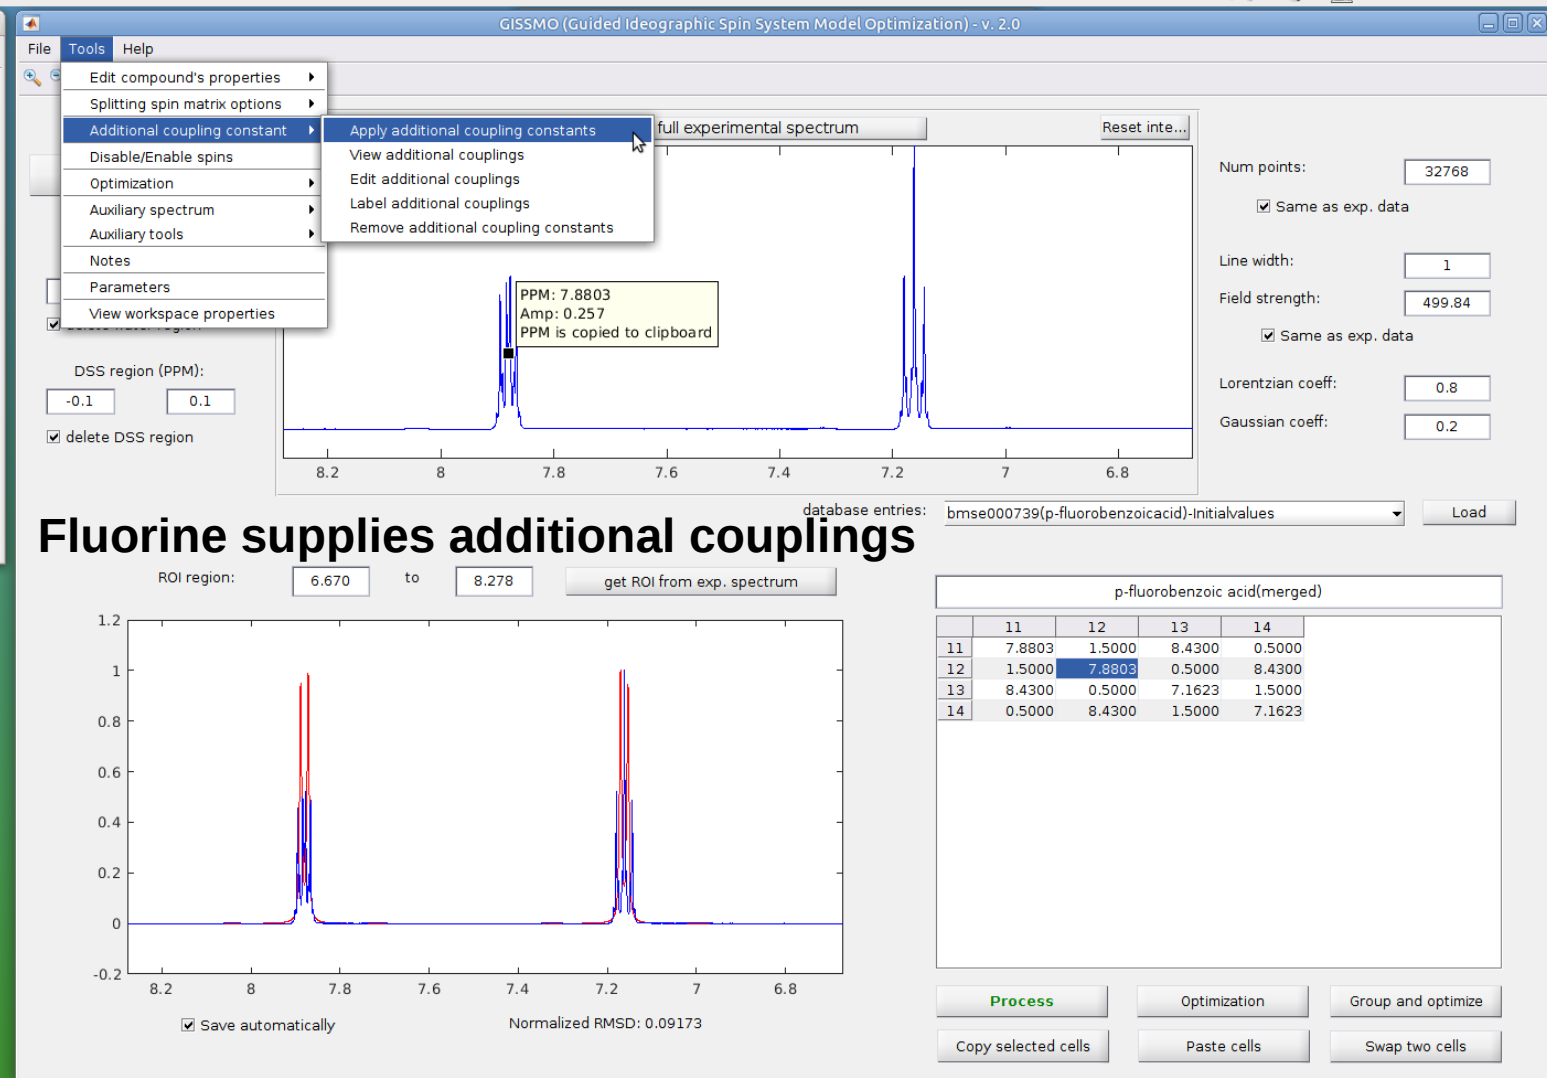 GISSMO (Guided Ideographic Spin System Model Optimization) - v. 2.0
File Tools Help
Edit compound's properties
Splitting spin matrix options
Additional coupling constant
Disable/Enable spins
Optimization
Auxiliary spectrum
Auxiliary tools
Notes
Parameters
View workspace properties
Apply additional coupling constants
View additional couplings
Edit additional couplings
Label additional couplings
Remove additional coupling constants
full experimental spectrum
Reset inte...
PPM: 7.8803
Amp: 0.257
PPM is copied to clipboard
8.2 8 7.8 7.6 7.4 7.2 7 6.8
DSS region (PPM):
-0.1 0.1
delete DSS region
Num points: 32768
Same as exp. data
Line width: 1
Field strength: 499.84
Same as exp. data
Lorentzian coeff: 0.8
Gaussian coeff: 0.2
database entries: bmse000739(p-fluorobenzoicacid)-Initialvalues Load
Fluorine supplies additional couplings
ROI region: 6.670 to 8.278 get ROI from exp. spectrum
1.2
1
0.8
0.6
0.4
0.2
0
-0.2
8.2 8 7.8 7.6 7.4 7.2 7 6.8
Save automatically
Normalized RMSD: 0.09173
p-fluorobenzoic acid(merged)
11 12 13 14
11 7.8803 1.5000 8.4300 0.5000
12 1.5000 7.8803 0.5000 8.4300
13 8.4300 0.5000 7.1623 1.5000
14 0.5000 8.4300 1.5000 7.1623
Process Optimization Group and optimize
Copy selected cells Paste cells Swap two cells